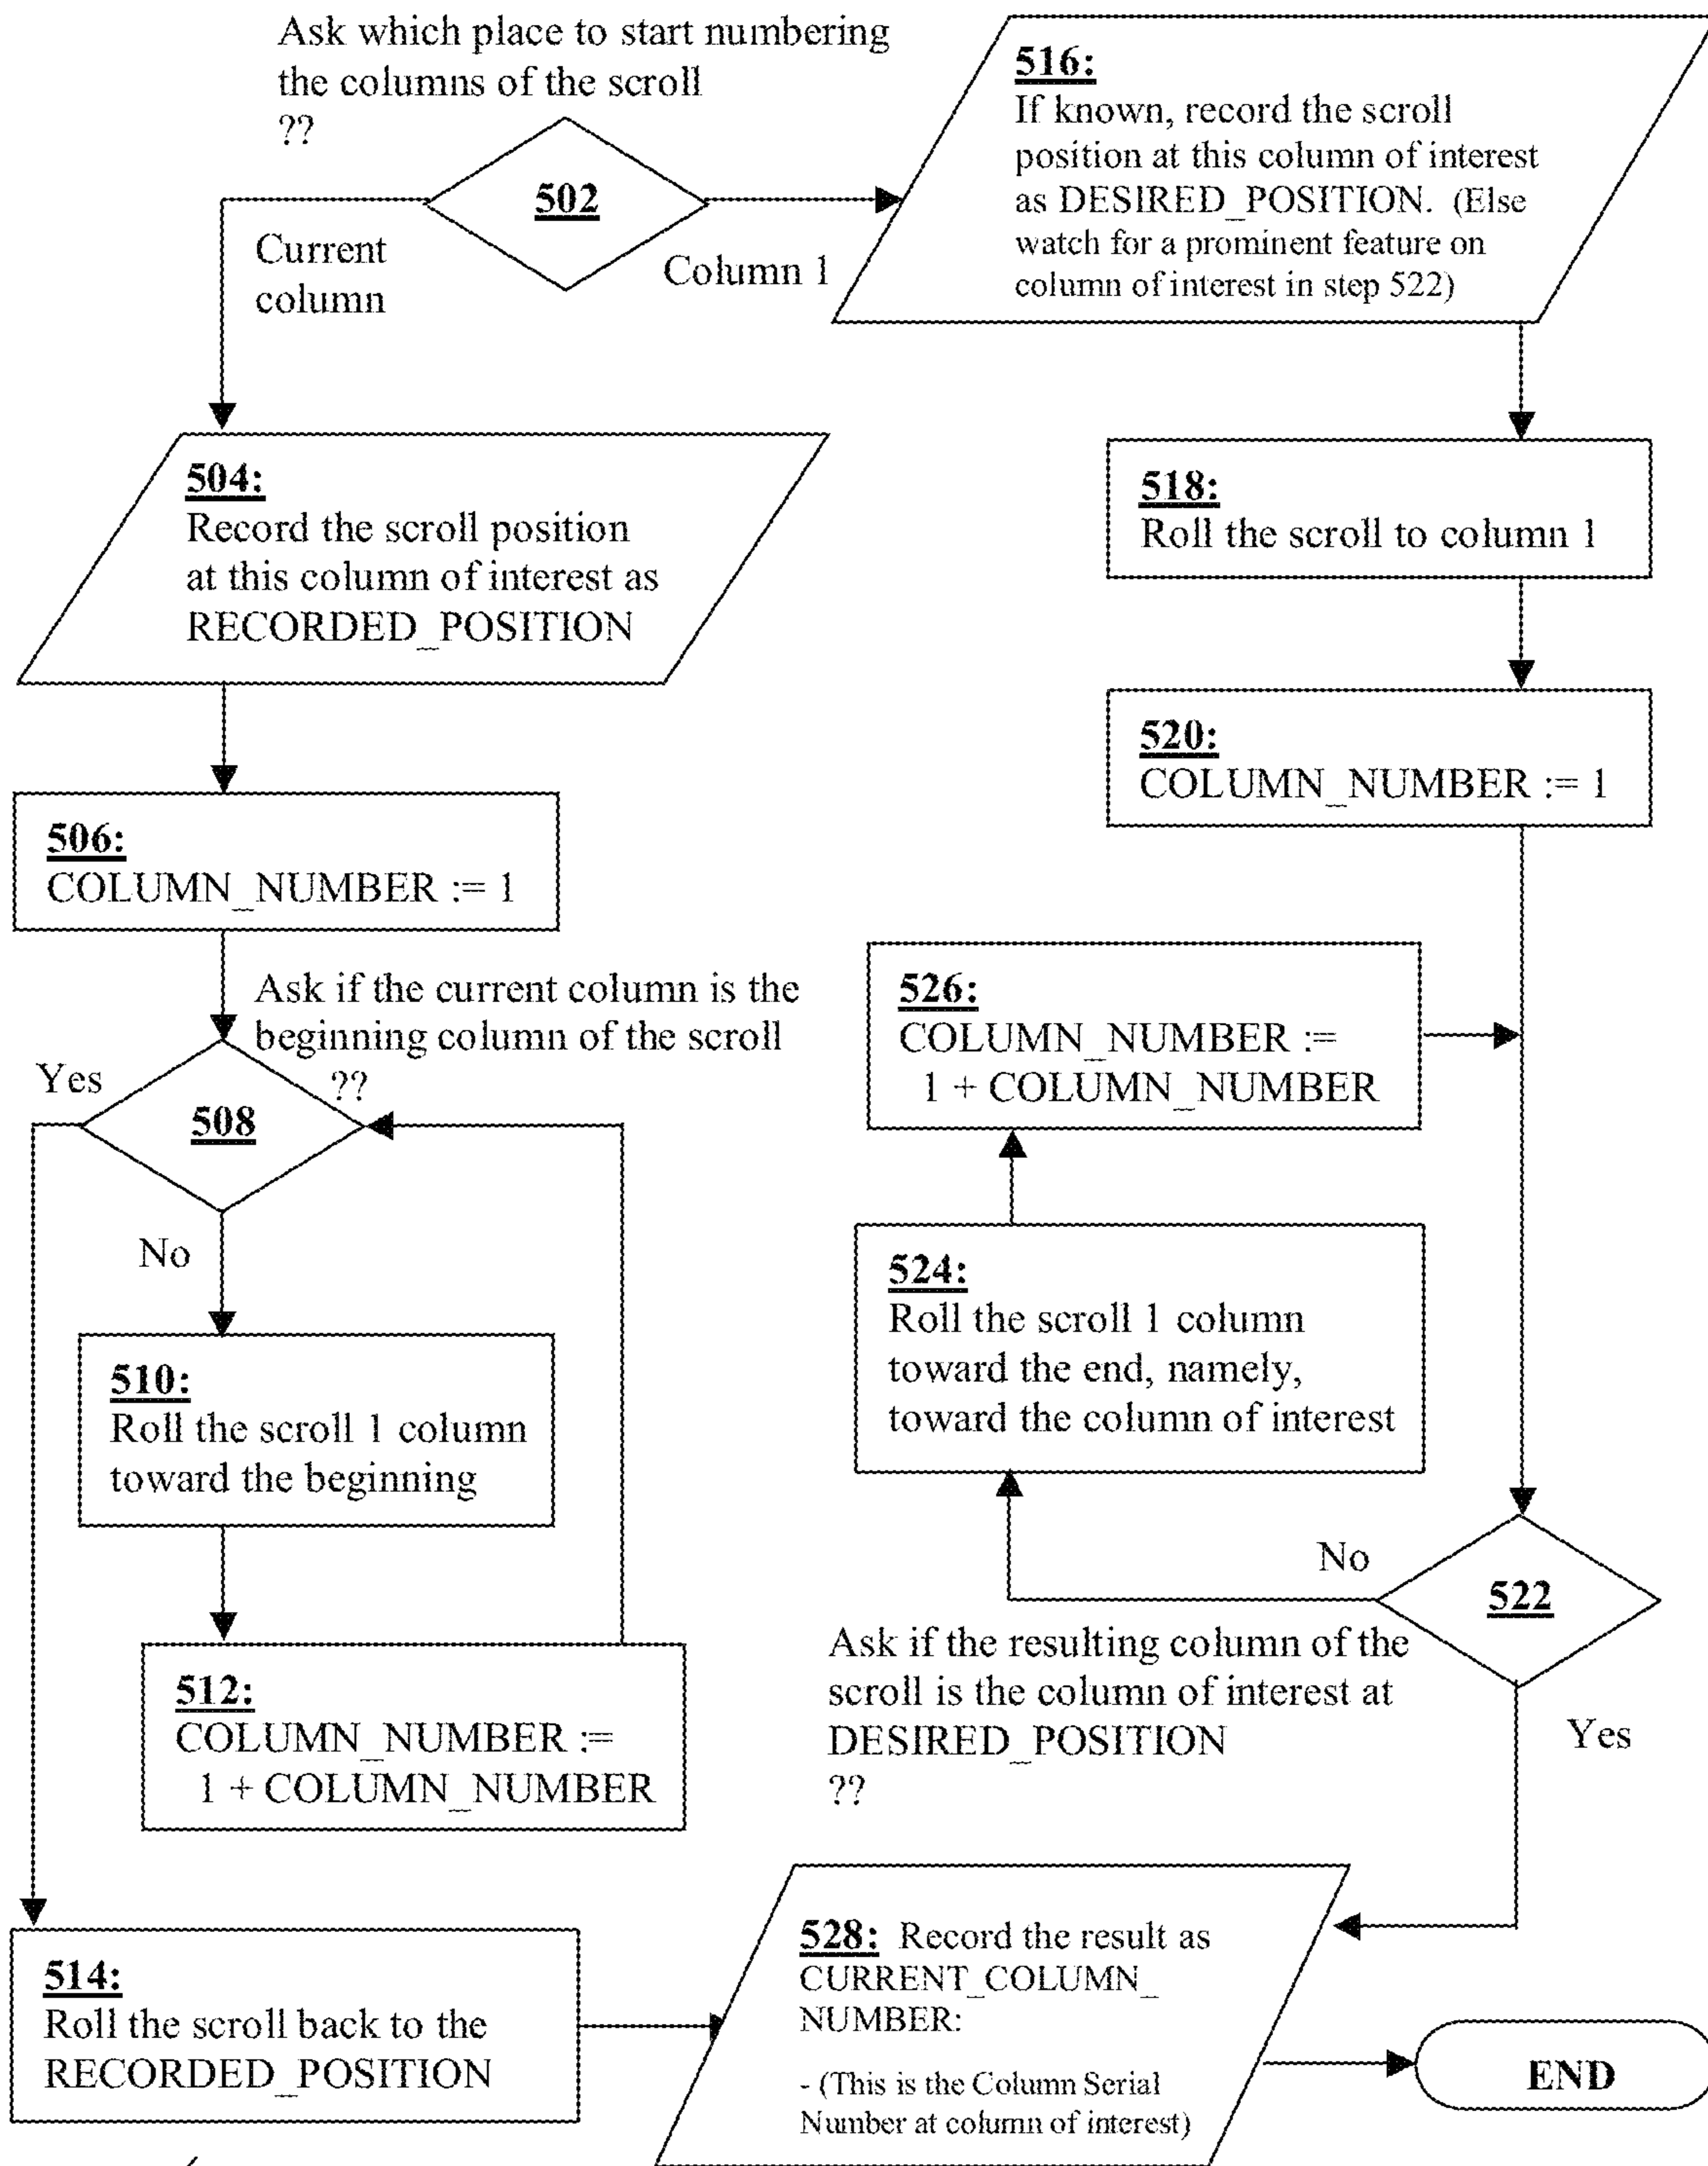 Ask which place to start numbering
the columns of the scroll
??
502
Current
column
Column 1
516:
If known, record the scroll
position at this column of interest
as DESIRED_POSITION. (Else
watch for a prominent feature on
column of interest in step 522)
504:
Record the scroll position
at this column of interest as
RECORDED_POSITION
518:
Roll the scroll to column 1
520:
COLUMN_NUMBER := 1
506:
COLUMN_NUMBER := 1
Ask if the current column is the
beginning column of the scroll
??
Yes
508
No
510:
Roll the scroll 1 column
toward the beginning
512:
COLUMN_NUMBER :=
1 + COLUMN_NUMBER
526:
COLUMN_NUMBER :=
1 + COLUMN_NUMBER
524:
Roll the scroll 1 column
toward the end, namely,
toward the column of interest
No
522
Ask if the resulting column of the
scroll is the column of interest at
DESIRED_POSITION
??
Yes
514:
Roll the scroll back to the
RECORDED_POSITION
528: Record the result as
CURRENT_COLUMN_
NUMBER:
- (This is the Column Serial
Number at column of interest)
END